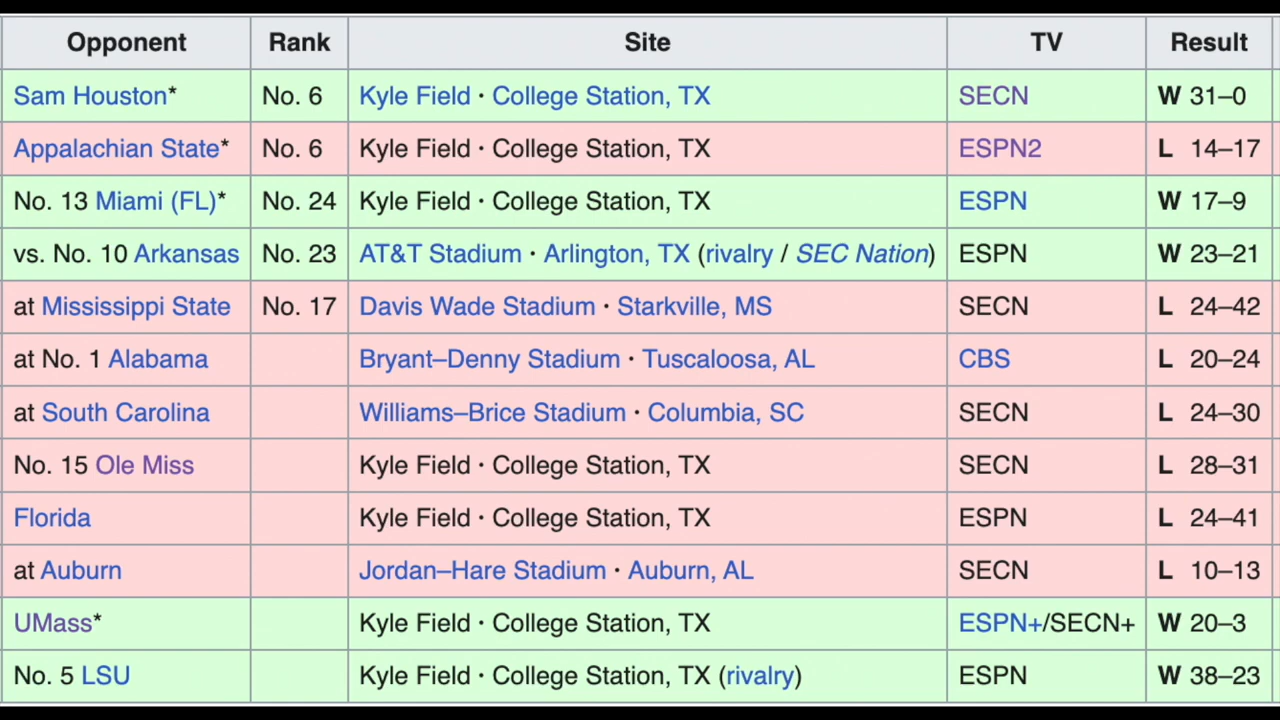 Opponent Rank Site TV Result
Sam Houston* No. 6 Kyle Field • College Station, TX SECN W 31–0
Appalachian State* No. 6 Kyle Field • College Station, TX ESPN2 L 14–17
No. 13 Miami (FL)* No. 24 Kyle Field • College Station, TX ESPN W 17–9
vs. No. 10 Arkansas No. 23 AT&T Stadium • Arlington, TX (rivalry / SEC Nation) ESPN W 23–21
at Mississippi State No. 17 Davis Wade Stadium • Starkville, MS SECN L 24–42
at No. 1 Alabama Bryant–Denny Stadium • Tuscaloosa, AL CBS L 20–24
at South Carolina Williams–Brice Stadium • Columbia, SC SECN L 24–30
No. 15 Ole Miss Kyle Field • College Station, TX SECN L 28–31
Florida Kyle Field • College Station, TX ESPN L 24–41
at Auburn Jordan–Hare Stadium • Auburn, AL SECN L 10–13
UMass* Kyle Field • College Station, TX ESPN+/SECN+ W 20–3
No. 5 LSU Kyle Field • College Station, TX (rivalry) ESPN W 38–23